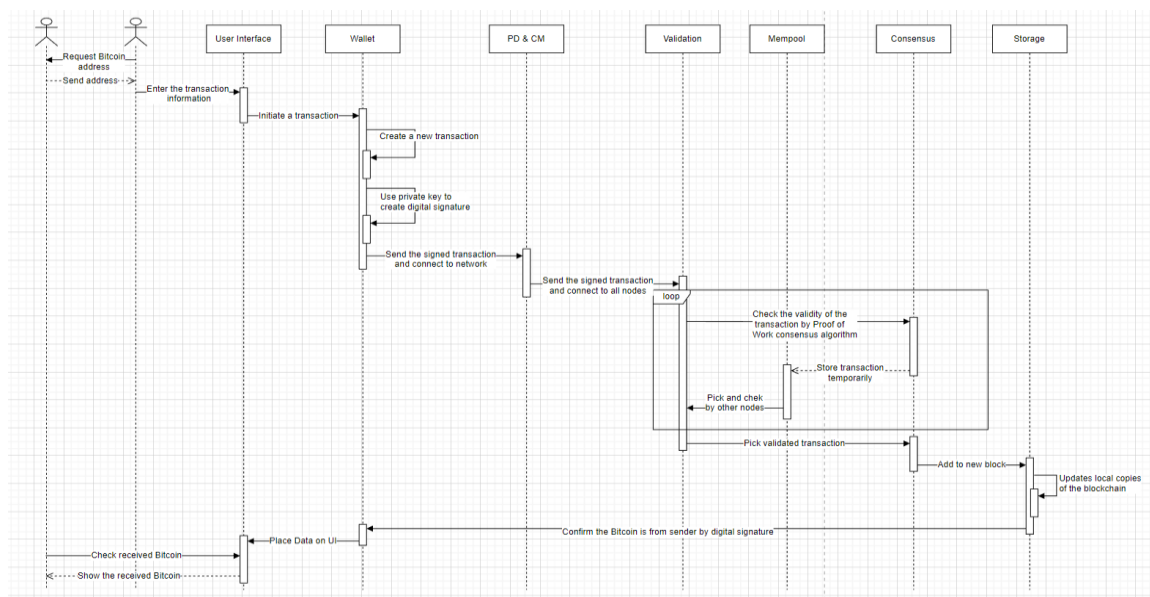 User Interface
Wallet
PD & CM
Validation
Mempool
Consensus
Storage
Request Bitcoin
address
Send address
Enter the transaction
information
Initiate a transaction
Create a new transaction
Use private key to
create digital signature
Send the signed transaction
and connect to network
Send the signed transaction
and connect to all nodes
loop
Check the validity of the
transaction by Proof of
Work consensus algorithm
Store transaction
temporarily
Pick and chek
by other nodes
Pick validated transaction
Add to new block
Updates local copies
of the blockchain
Confirm the Bitcoin is from sender by digital signature
Place Data on UI
Check received Bitcoin
Show the received Bitcoin